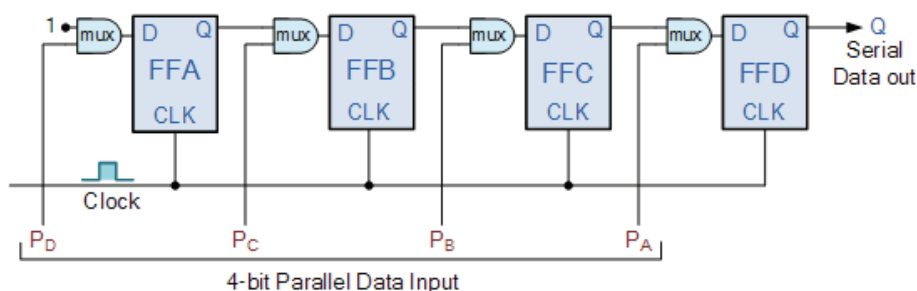 1 mux D Q mux D Q mux D Q mux D Q Q
FFA FFB FFC FFD Serial
Data out
CLK CLK CLK CLK
Clock
PD PC PB PA
4-bit Parallel Data Input